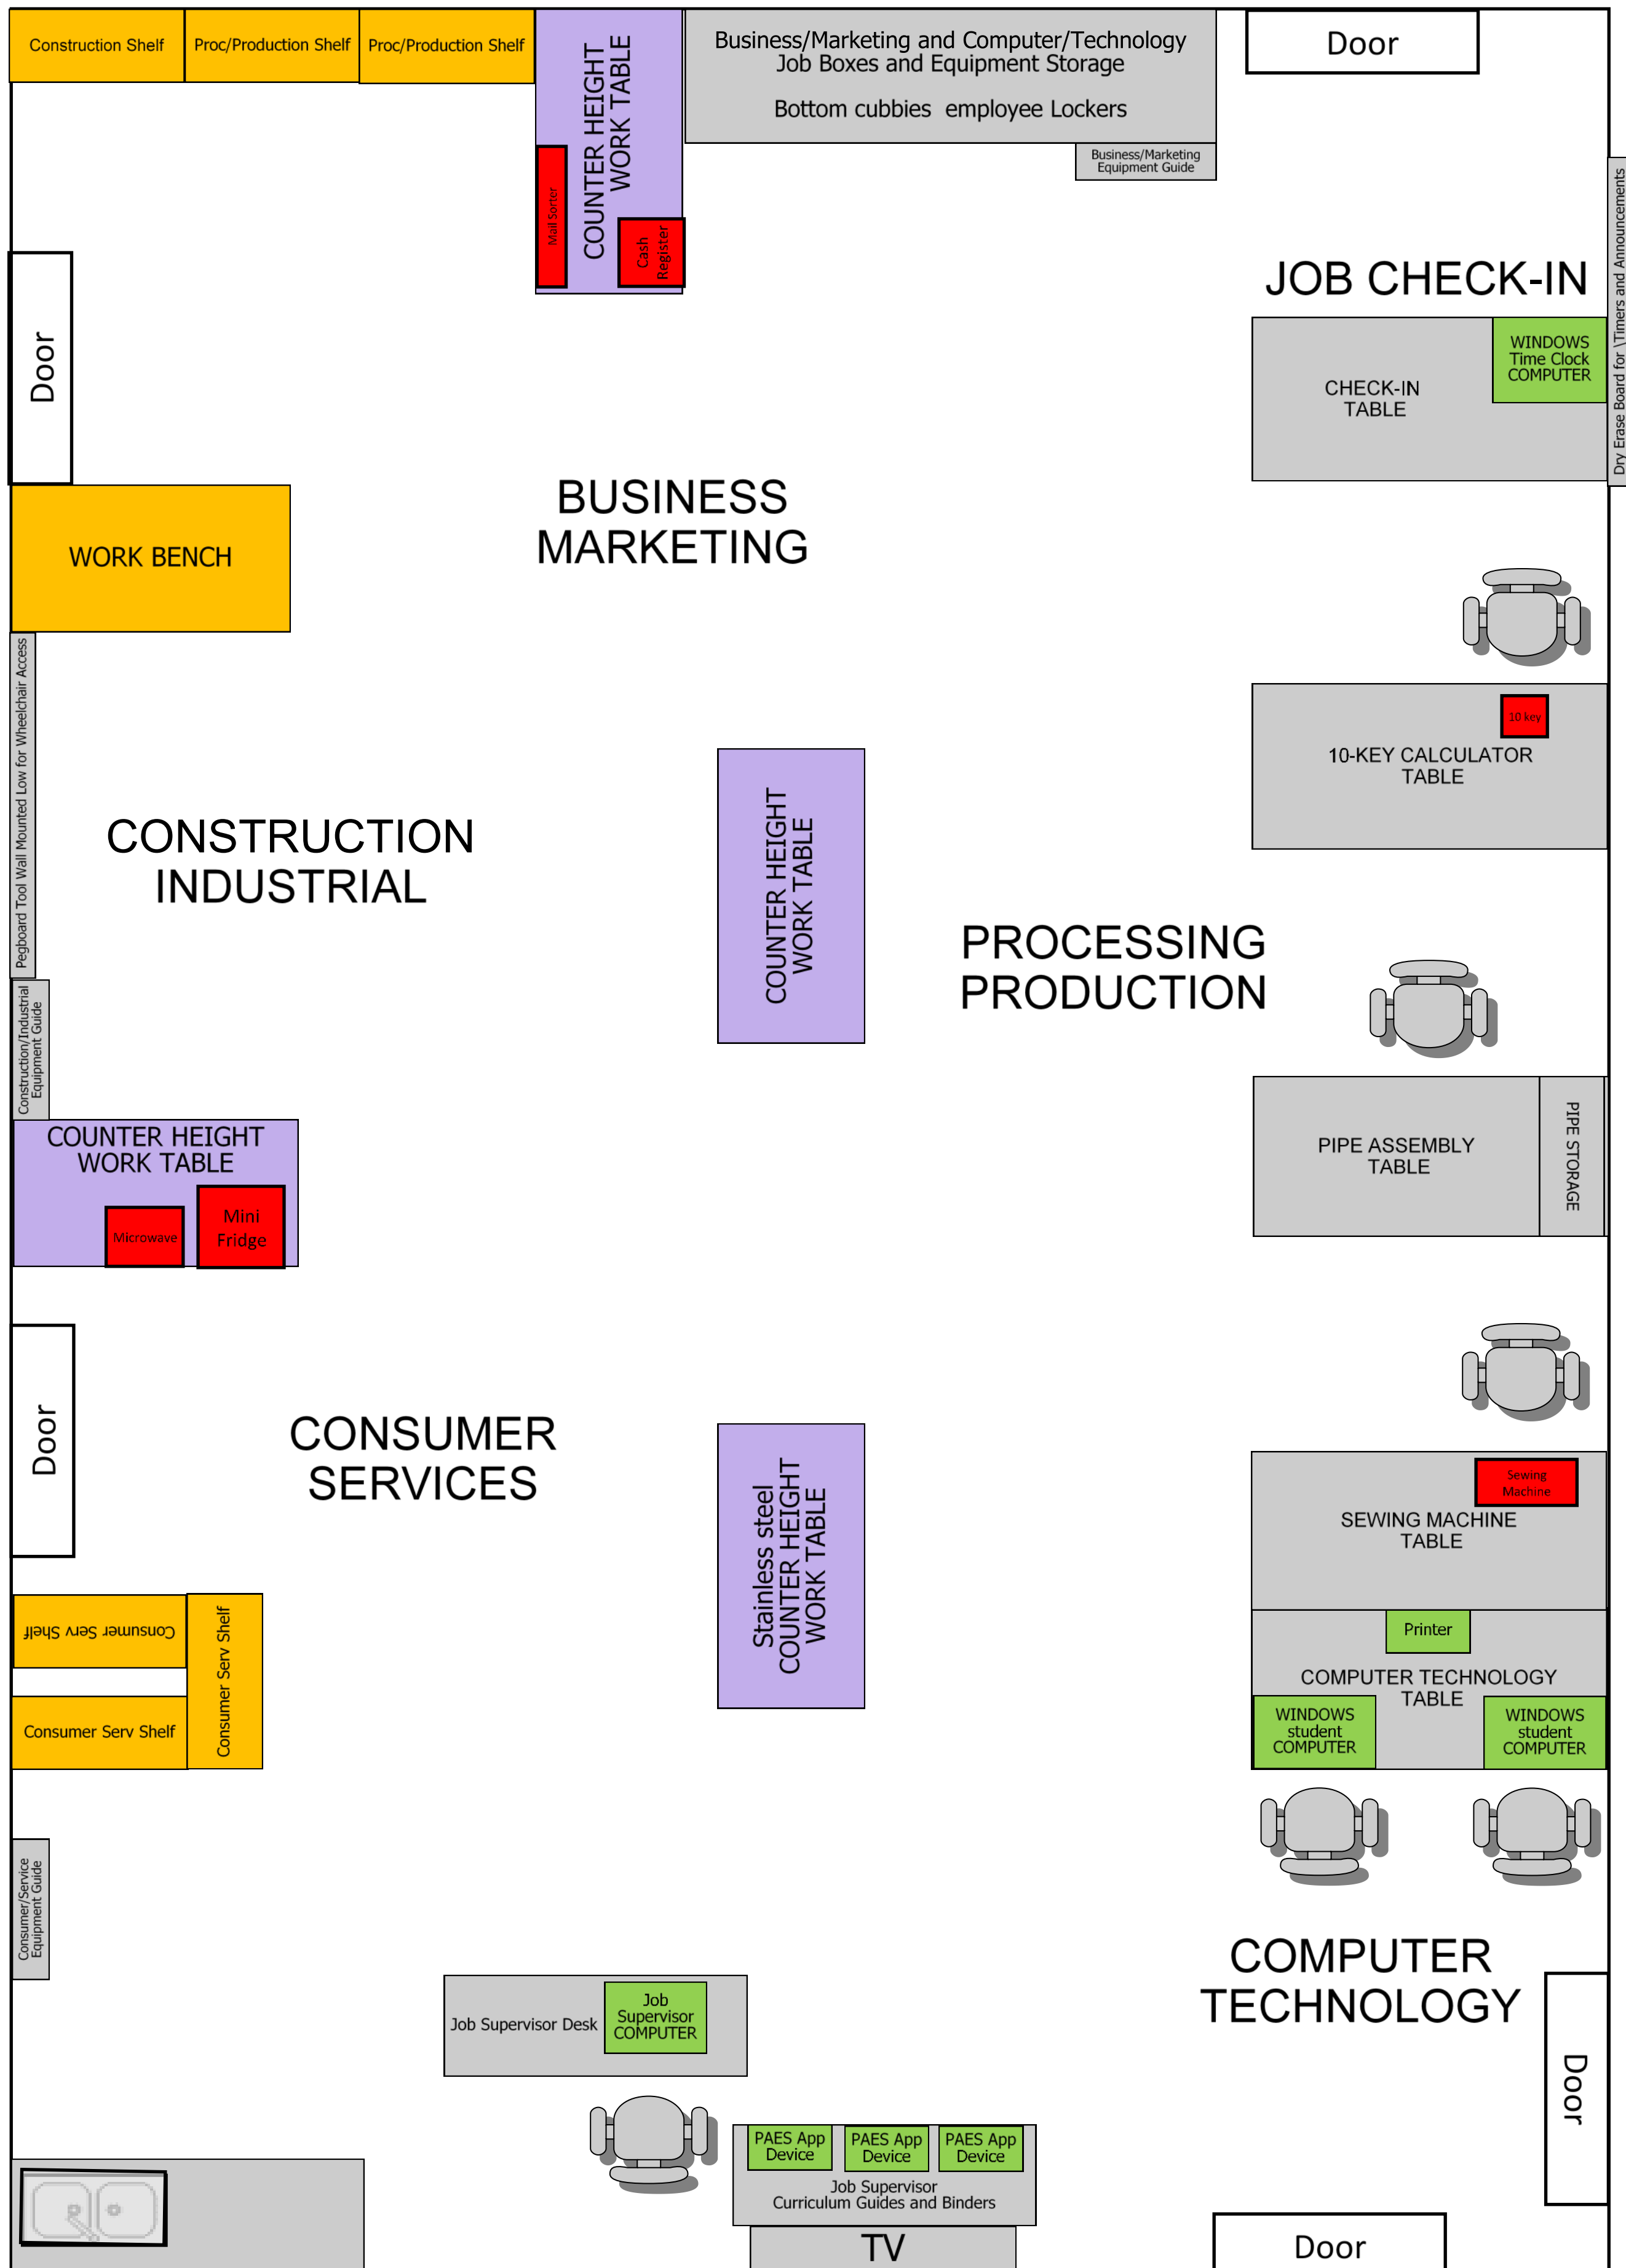 Construction Shelf
Proc/Production Shelf
Proc/Production Shelf
COUNTER HEIGHT
WORK TABLE
Mail Sorter
Cash
Register
Business/Marketing and Computer/Technology
Job Boxes and Equipment Storage
Bottom cubbies employee Lockers
Business/Marketing
Equipment Guide
Door
Dry Erase Board for \Timers and Announcements
JOB CHECK-IN
WINDOWS
Time Clock
COMPUTER
CHECK-IN
TABLE
Door
WORK BENCH
BUSINESS
MARKETING
Pegboard Tool Wall Mounted Low for Wheelchair Access
10 key
10-KEY CALCULATOR
TABLE
CONSTRUCTION
INDUSTRIAL
COUNTER HEIGHT
WORK TABLE
PROCESSING
PRODUCTION
Construction/Industrial
Equipment Guide
COUNTER HEIGHT
WORK TABLE
Microwave
Mini
Fridge
PIPE ASSEMBLY
TABLE
PIPE STORAGE
Door
CONSUMER
SERVICES
Stainless steel
COUNTER HEIGHT
WORK TABLE
Sewing
Machine
SEWING MACHINE
TABLE
Consumer Serv Shelf
Consumer Serv Shelf
Consumer Serv Shelf
Printer
COMPUTER TECHNOLOGY
TABLE
WINDOWS
student
COMPUTER
WINDOWS
student
COMPUTER
Consumer/Service
Equipment Guide
COMPUTER
TECHNOLOGY
Job Supervisor Desk
Job
Supervisor
COMPUTER
Door
PAES App
Device
PAES App
Device
PAES App
Device
Job Supervisor
Curriculum Guides and Binders
TV
Door